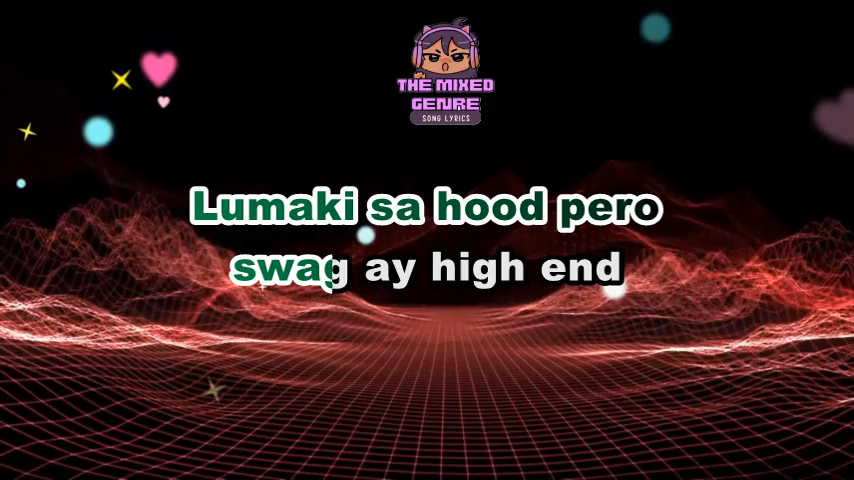 THE MIXED
GENRE
SONG LYRICS
Lumaki sa hood pero
swag ay high end